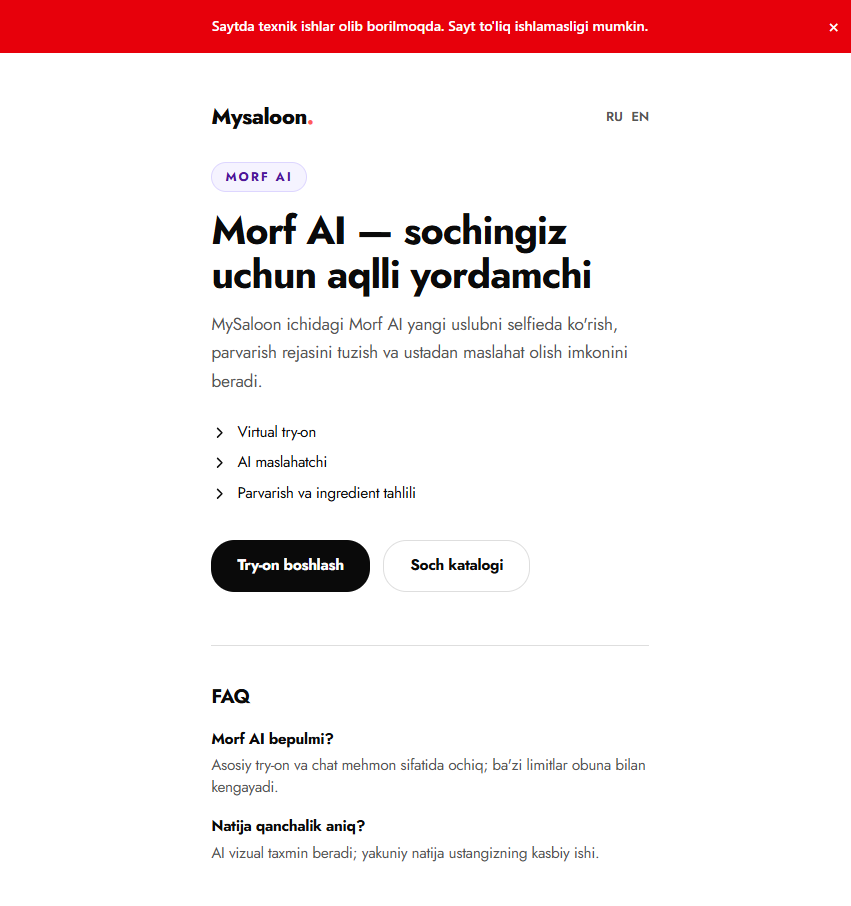 Saytda texnik ishlar olib borilmoqda. Sayt to'liq ishlamasligi mumkin. ×
Mysaloon.
RU EN
MORF AI
Morf AI — sochingiz
uchun aqlli yordamchi
MySaloon ichidagi Morf AI yangi uslubni selfieda ko'rish,
parvarish rejasini tuzish va ustadan maslahat olish imkonini
beradi.
Virtual try-on
AI maslahatchi
Parvarish va ingredient tahlili
Try-on boshlash
Soch katalogi
FAQ
Morf AI bepulmi?
Asosiy try-on va chat mehmon sifatida ochiq; ba'zi limitlar obuna bilan
kengayadi.
Natija qanchalik aniq?
AI vizual taxmin beradi; yakuniy natija ustangizning kasbiy ishi.